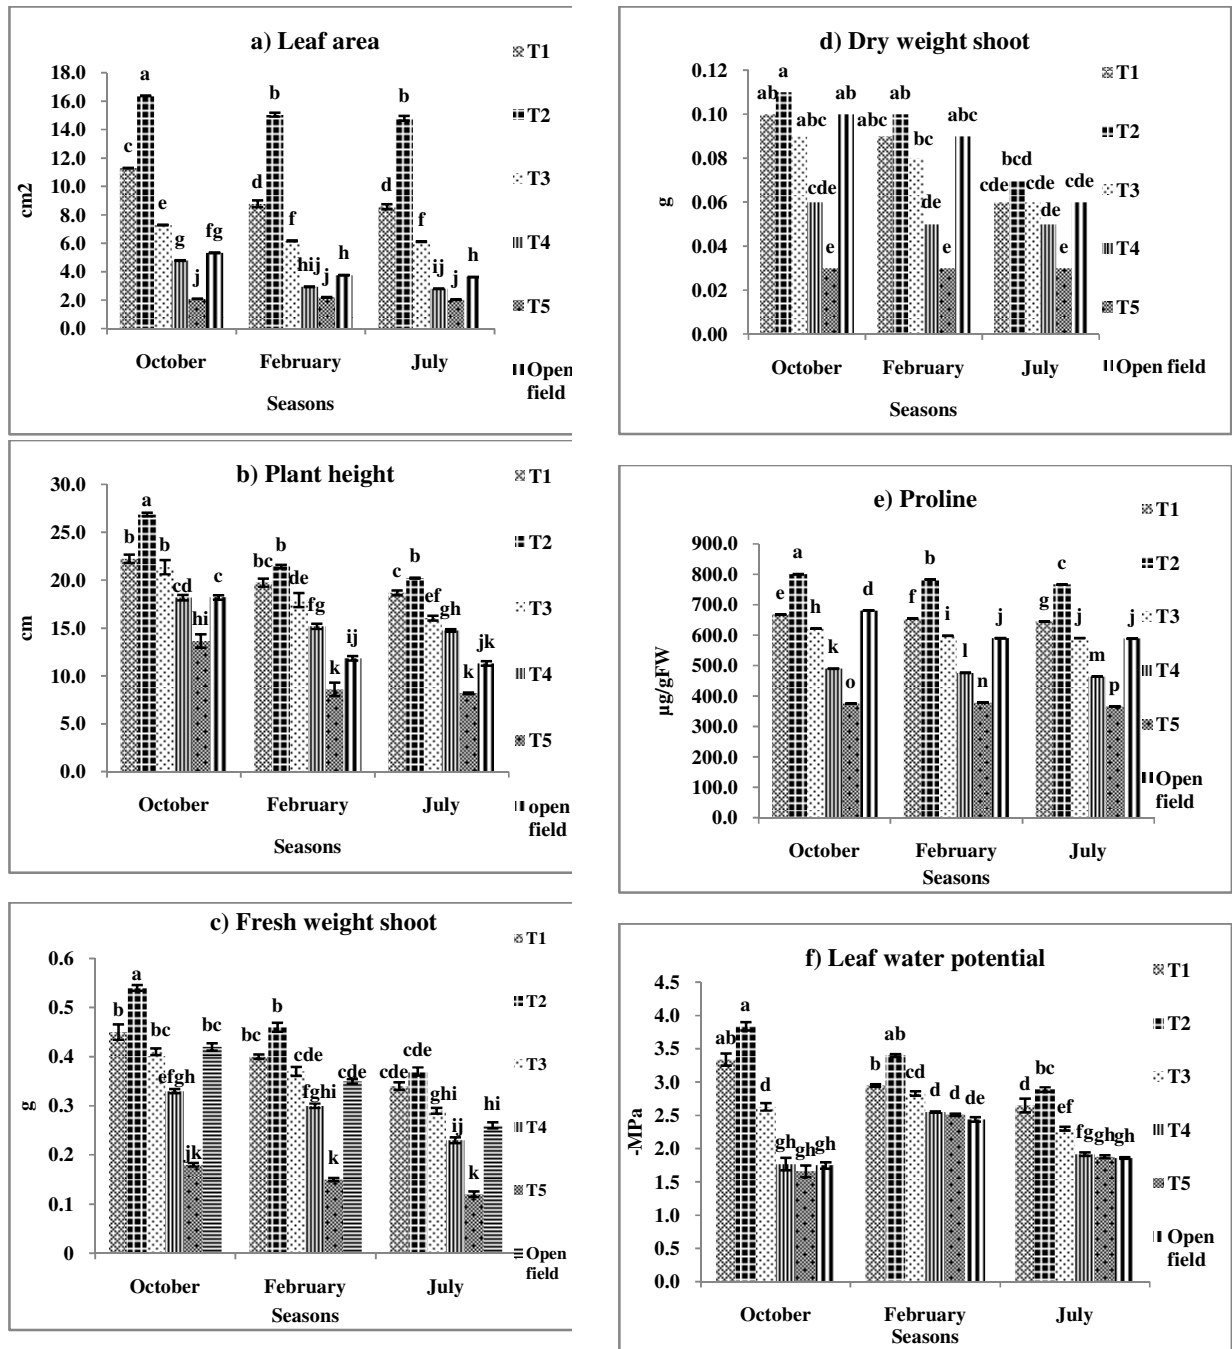 a) Leaf area
18.0
16.0
14.0
12.0
10.0
8.0
6.0
4.0
2.0
0.0
cm2
c a e g j fg
d b f hij j h
d b f ij j h
October February July
Seasons
T1
T2
T3
T4
T5
Open
field
b) Plant height
30.0
25.0
20.0
15.0
10.0
5.0
0.0
cm
b a b cd hi c
bc b de fg k ij
c b ef gh k jk
October February July
Seasons
T1
T2
T3
T4
T5
open
field
c) Fresh weight shoot
0.6
0.5
0.4
0.3
0.2
0.1
0
g
b a bc efgh jk bc
bc b cde fghi k cde
cde cde ghi ij k hi
October February July
Seasons
T1
T2
T3
T4
T5
Open
field
d) Dry weight shoot
0.12
0.10
0.08
0.06
0.04
0.02
0.00
g
ab a abc cde e ab
abc ab bc de e abc
cde bcd cde de e cde
October February July
Seasons
T1
T2
T3
T4
T5
Open field
e) Proline
900.0
800.0
700.0
600.0
500.0
400.0
300.0
200.0
100.0
0.0
µg/gFW
e a h k o d
f b i l n j
g c j m p j
October February July
Seasons
T1
T2
T3
T4
T5
Open
field
f) Leaf water potential
4.5
4.0
3.5
3.0
2.5
2.0
1.5
1.0
0.5
0.0
-MPa
ab a d gh gh gh
b ab cd d d de
d bc ef fg gh gh
October February July
Seasons
T1
T2
T3
T4
T5
Open
field